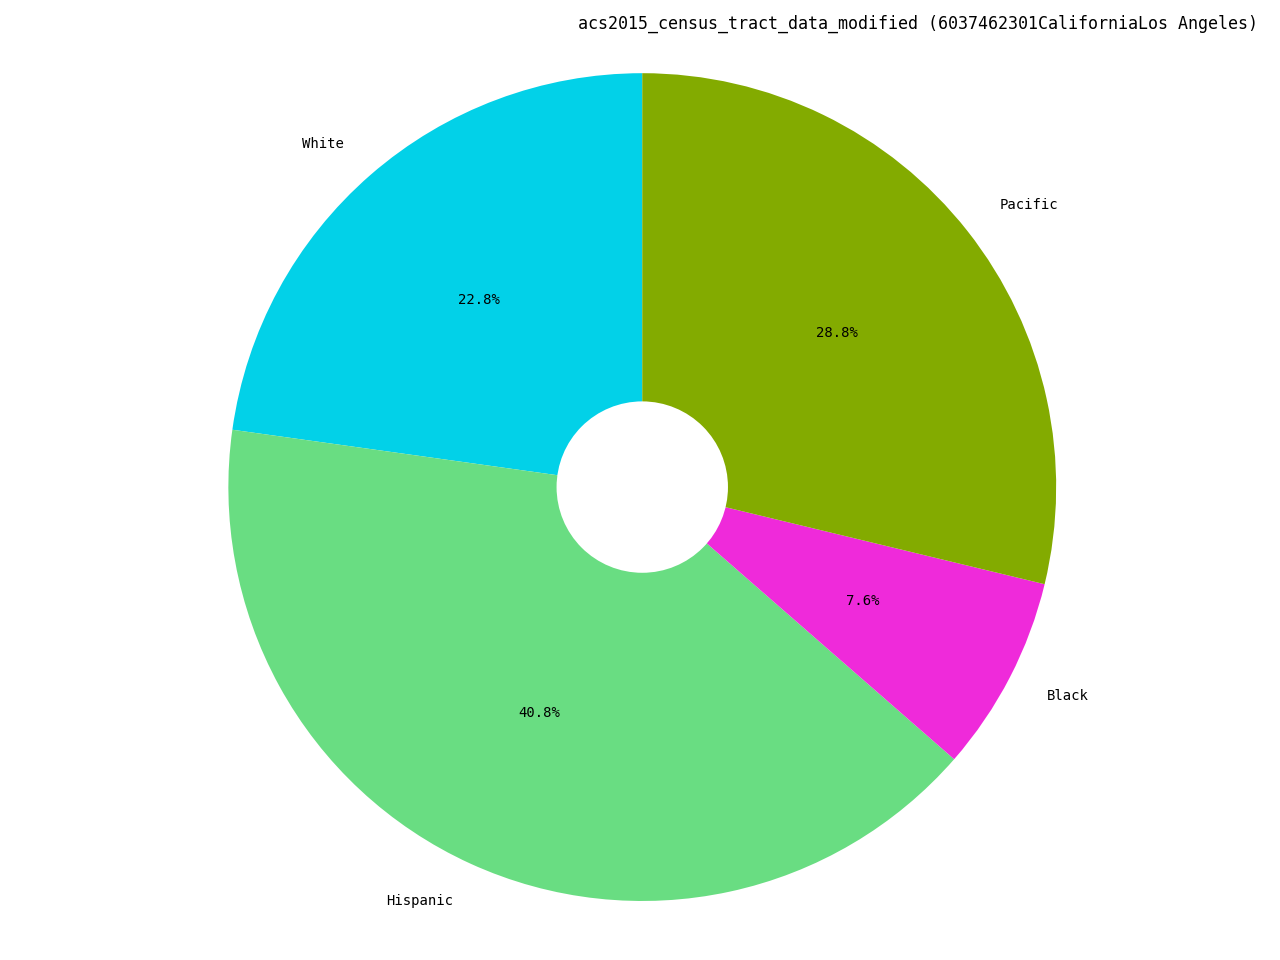 acs2015_census_tract_data_modified (6037462301CaliforniaLos Angeles)
White
Pacific
22.8%
28.8%
7.6%
Black
40.8%
Hispanic